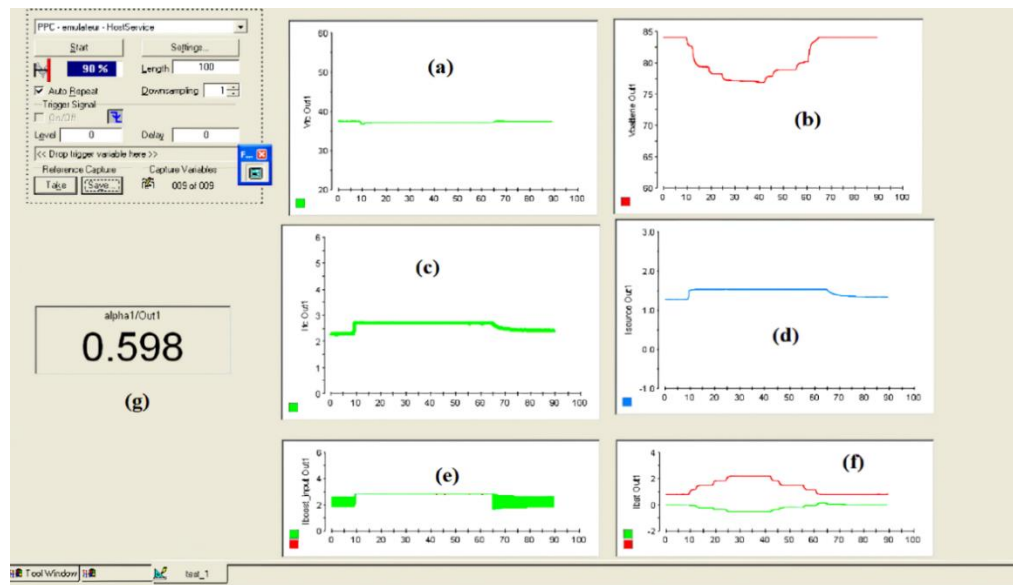 PPC - emulateur - HostService
Start Settings...
90 % Length 100
Auto Repeat Downsampling 1
Trigger Signal
On/Off
Level 0 Delay 0
<< Drop trigger variable here >>
Reference Capture Capture Variables
Take Save... 009 of 009
F...
(a)
Vfc Out1
60
50
40
30
20
0 10 20 30 40 50 60 70 80 90 100
(b)
Vbatterie Out1
85
80
75
70
65
60
0 10 20 30 40 50 60 70 80 90 100
(c)
Ifc Out1
6
5
4
3
2
1
0
0 10 20 30 40 50 60 70 80 90 100
(d)
Isource Out1
3.0
2.0
1.0
0.0
-1.0
0 10 20 30 40 50 60 70 80 90 100
alpha1/Out1
0.598
(g)
(e)
Iboost_input Out1
6
4
2
0
0 10 20 30 40 50 60 70 80 90 100
(f)
Ibat Out1
4
2
0
-2
0 10 20 30 40 50 60 70 80 90 100
Tool Window test_1